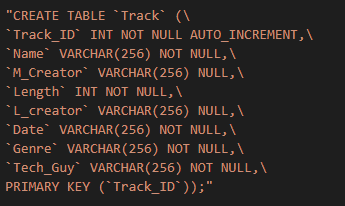 "CREATE TABLE `Track` (\
`Track_ID` INT NOT NULL AUTO_INCREMENT,\
`Name` VARCHAR(256) NOT NULL,\
`M_Creator` VARCHAR(256) NULL,\
`Length` INT NOT NULL,\
`L_creator` VARCHAR(256) NULL,\
`Date` VARCHAR(256) NOT NULL,\
`Genre` VARCHAR(256) NOT NULL,\
`Tech_Guy` VARCHAR(256) NOT NULL,\
PRIMARY KEY (`Track_ID`));"